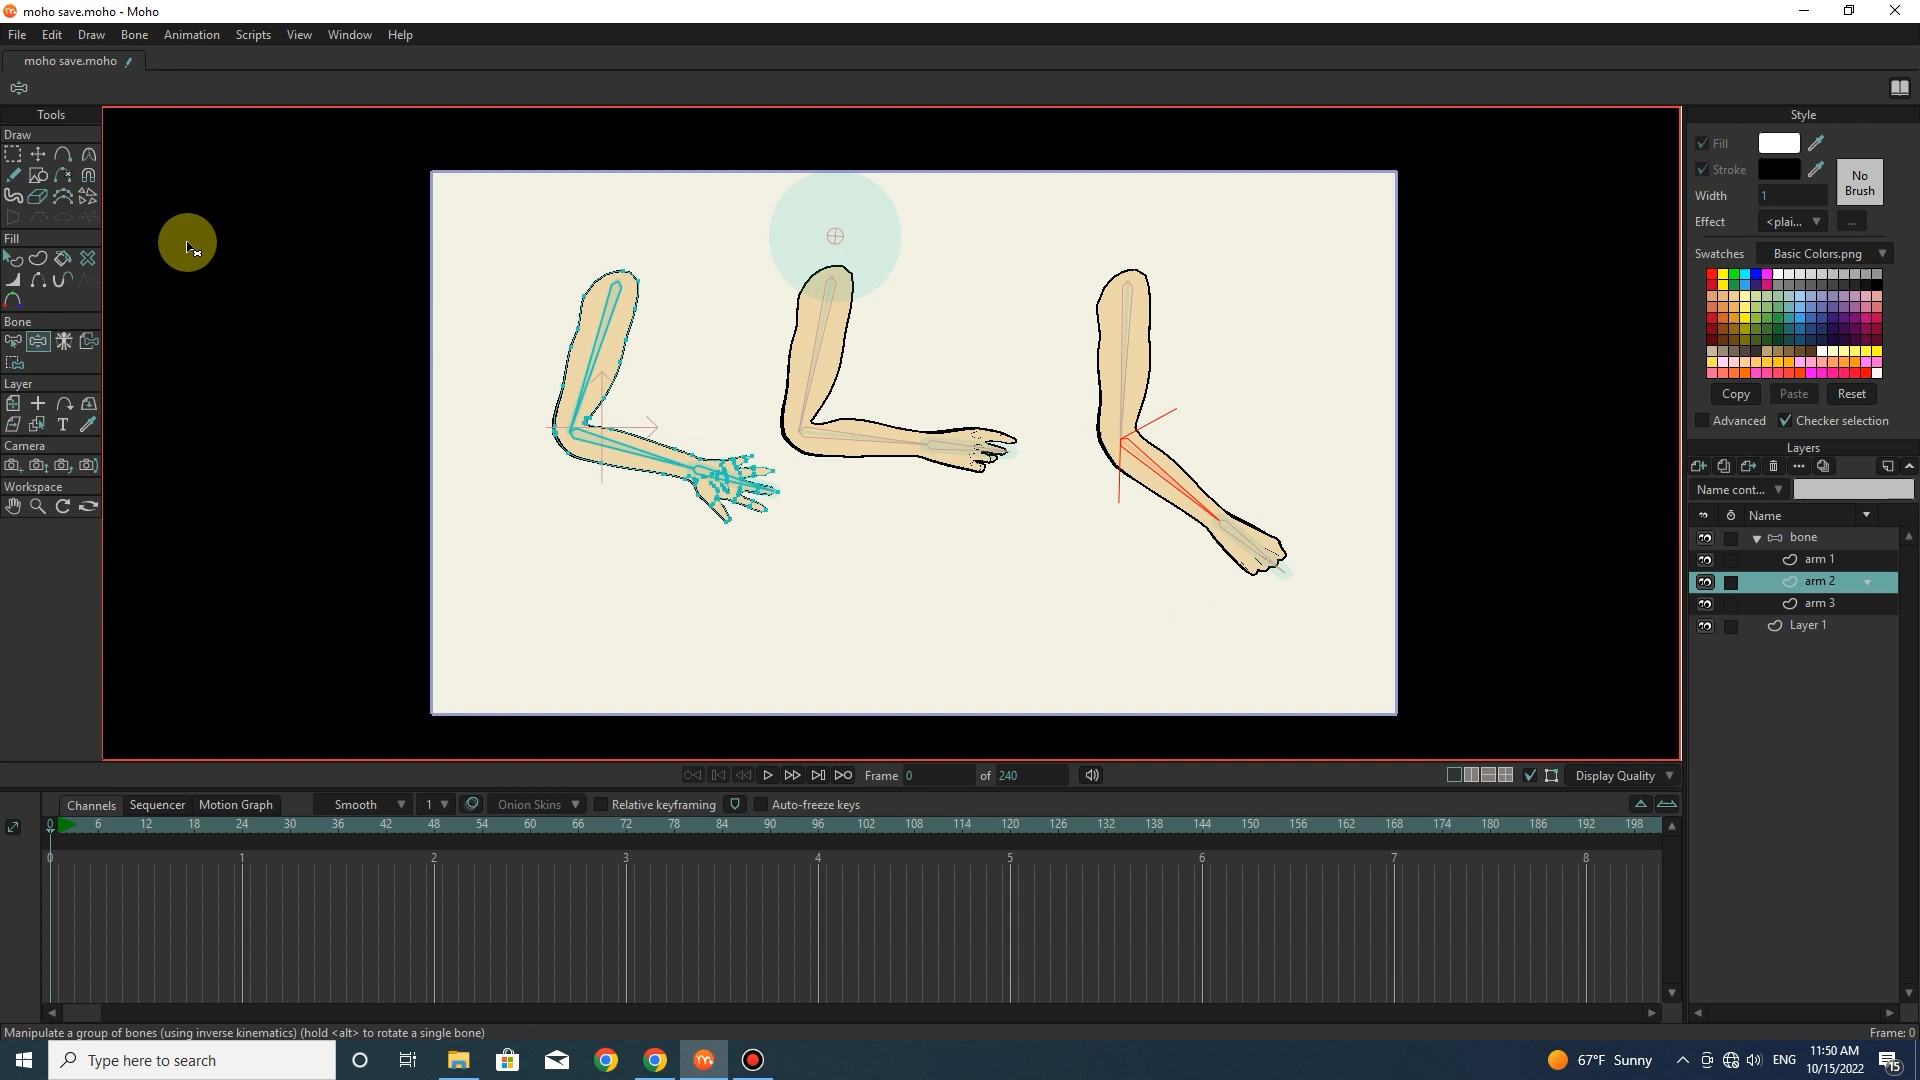 moho save.moho - Moho
File Edit Draw Bone Animation Scripts View Window Help
moho save.moho
Tools
Draw
Fill
Bone
Layer
Camera
Workspace
Style
Fill
Stroke
No
Brush
Width 1
Effect <plai... ...
Swatches Basic Colors.png
Copy Paste Reset
Advanced Checker selection
Layers
Name cont...
Name
bone
arm 1
arm 2
arm 3
Layer 1
Frame 0 of 240 Display Quality
Channels Sequencer Motion Graph Smooth 1 Onion Skins Relative keyframing Auto-freeze keys
0 6 12 18 24 30 36 42 48 54 60 66 72 78 84 90 96 102 108 114 120 126 132 138 144 150 156 162 168 174 180 186 192 198
0 1 2 3 4 5 6 7 8
Manipulate a group of bones (using inverse kinematics) (hold <alt> to rotate a single bone) Frame: 0
Type here to search
67°F Sunny ENG 11:50 AM
10/15/2022
15